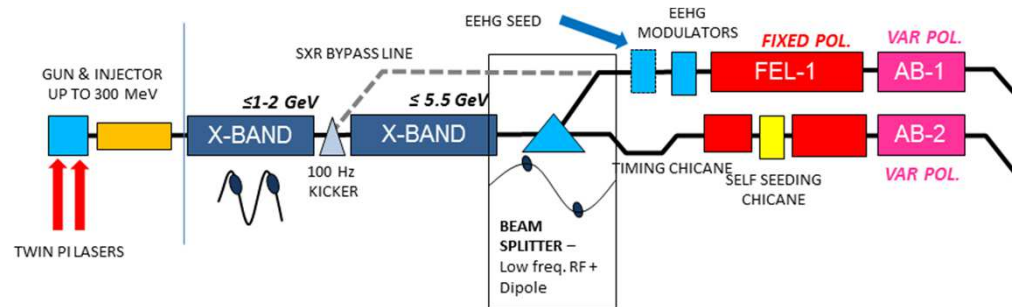 EEHG SEED
EEHG
MODULATORS
SXR BYPASS LINE
FIXED POL.
VAR POL.
GUN & INJECTOR
UP TO 300 MeV
≤1-2 GeV
≤ 5.5 GeV
FEL-1
AB-1
X-BAND
X-BAND
AB-2
100 Hz
KICKER
TIMING CHICANE
SELF SEEDING
CHICANE
VAR POL.
TWIN PI LASERS
BEAM
SPLITTER –
Low freq. RF +
Dipole